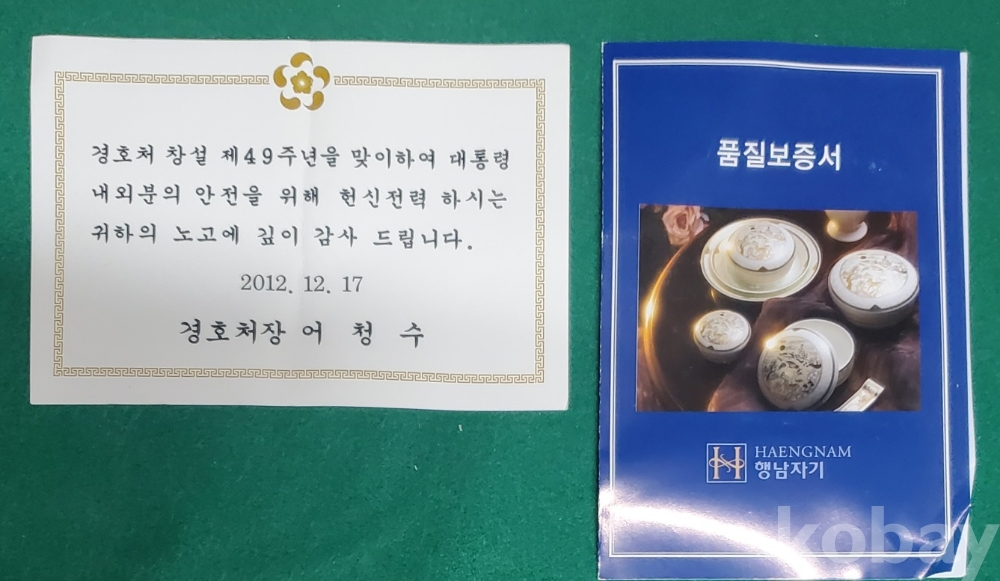 경호처 창설 제49주년을 맞이하여 대통령
내외분의 안전을 위해 헌신전력 하시는
귀하의 노고에 깊이 감사 드립니다.
2012. 12. 17
경호처장 어 청 수
품질보증서
HAENGNAM
행남자기
kobay